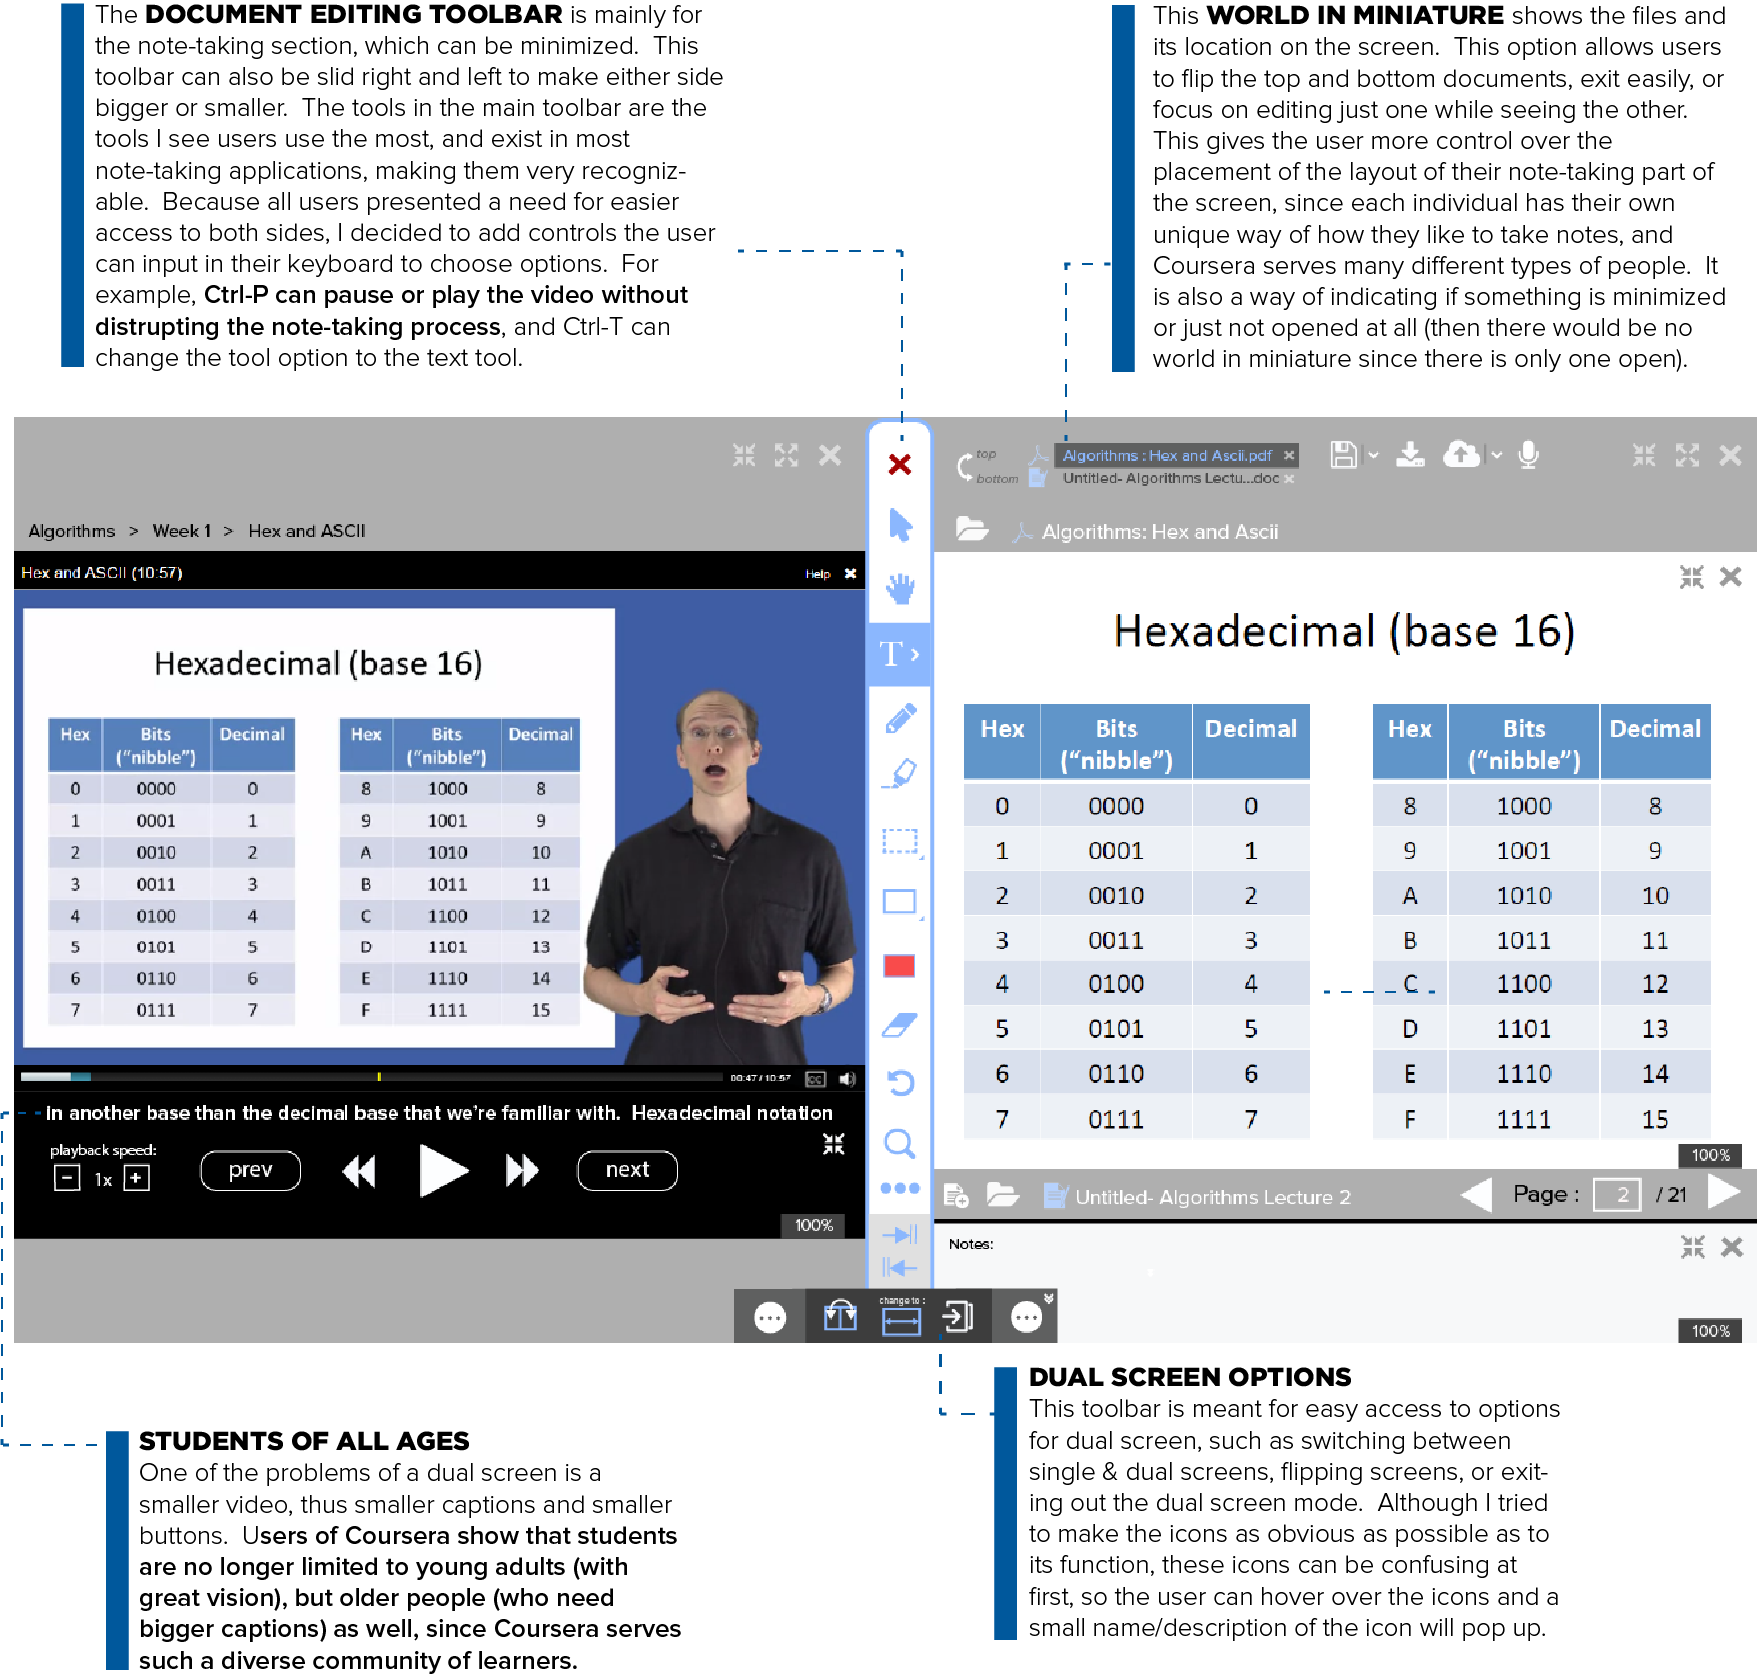 The DOCUMENT EDITING TOOLBAR is mainly for
the note-taking section, which can be minimized.  This
toolbar can also be slid right and left to make either side
bigger or smaller.  The tools in the main toolbar are the
tools I see users use the most, and exist in most
note-taking applications, making them very recogniz-
able.  Because all users presented a need for easier
access to both sides, I decided to add controls the user
can input in their keyboard to choose options.  For
example, Ctrl-P can pause or play the video without
distrupting the note-taking process, and Ctrl-T can
change the tool option to the text tool.
This WORLD IN MINIATURE shows the files and
its location on the screen.  This option allows users
to flip the top and bottom documents, exit easily, or
focus on editing just one while seeing the other.
This gives the user more control over the
placement of the layout of their note-taking part of
the screen, since each individual has their own
unique way of how they like to take notes, and
Coursera serves many different types of people.  It
is also a way of indicating if something is minimized
or just not opened at all (then there would be no
world in miniature since there is only one open).
Algorithms > Week 1 > Hex and ASCII
Hex and ASCII (10:57) Help
Hexadecimal (base 16)
Hex Bits Decimal Hex Bits Decimal
("nibble") ("nibble")
0 0000 0 8 1000 8
1 0001 1 9 1001 9
2 0010 2 A 1010 10
3 0011 3 B 1011 11
4 0100 4 C 1100 12
5 0101 5 D 1101 13
6 0110 6 E 1110 14
7 0111 7 F 1111 15
00:47 / 10:57 CC
In another base than the decimal base that we're familiar with.  Hexadecimal notation
playback speed:
− 1x + prev next
100%
T
change to :
top Algorithms : Hex and Ascii.pdf
bottom Untitled- Algorithms Lectu...doc
Algorithms: Hex and Ascii
Hexadecimal (base 16)
Hex Bits Decimal Hex Bits Decimal
("nibble") ("nibble")
0 0000 0 8 1000 8
1 0001 1 9 1001 9
2 0010 2 A 1010 10
3 0011 3 B 1011 11
4 0100 4 C 1100 12
5 0101 5 D 1101 13
6 0110 6 E 1110 14
7 0111 7 F 1111 15
100%
Untitled- Algorithms Lecture 2 Page : 2 / 21
Notes:
100%
STUDENTS OF ALL AGES
One of the problems of a dual screen is a
smaller video, thus smaller captions and smaller
buttons.  Users of Coursera show that students
are no longer limited to young adults (with
great vision), but older people (who need
bigger captions) as well, since Coursera serves
such a diverse community of learners.
DUAL SCREEN OPTIONS
This toolbar is meant for easy access to options
for dual screen, such as switching between
single & dual screens, flipping screens, or exit-
ing out the dual screen mode.  Although I tried
to make the icons as obvious as possible as to
its function, these icons can be confusing at
first, so the user can hover over the icons and a
small name/description of the icon will pop up.